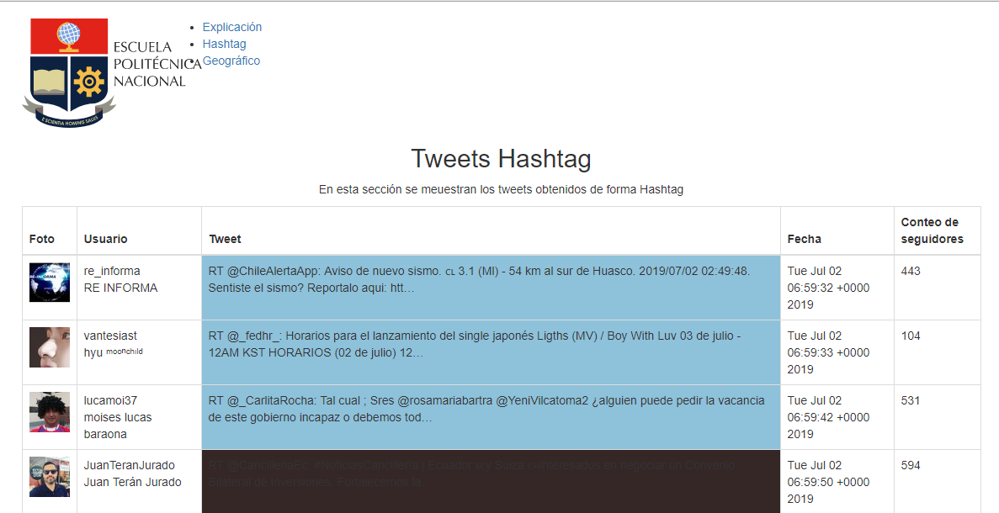 ESCUELA
POLITÉCNICA
NACIONAL
SCIENTIA HOMINIS SALUS
Explicación
Hashtag
Geográfico
Tweets Hashtag
En esta sección se meuestran los tweets obtenidos de forma Hashtag
Foto Usuario Tweet Fecha Conteo de
seguidores
RE-INFORMA
re_informa
RE INFORMA
RT @ChileAlertaApp: Aviso de nuevo sismo. 🇨🇱 3.1 (Ml) - 54 km al sur de Huasco. 2019/07/02 02:49:48.
Sentiste el sismo? Reportalo aqui: htt…
Tue Jul 02
06:59:32 +0000
2019
443
vantesiast
hyu ᵐᵒᵒⁿᶜʰⁱˡᵈ
RT @_fedhr_: Horarios para el lanzamiento del single japonés Ligths (MV) / Boy With Luv 03 de julio -
12AM KST HORARIOS (02 de julio) 12…
Tue Jul 02
06:59:33 +0000
2019
104
lucamoi37
moises lucas
baraona
RT @_CarlitaRocha: Tal cual ; Sres @rosamariabartra @YeniVilcatoma2 ¿alguien puede pedir la vacancia
de este gobierno incapaz o debemos tod…
Tue Jul 02
06:59:42 +0000
2019
531
JuanTeranJurado
Juan Terán Jurado
RT @CancilleriaEc: #NoticiasCancillería | Ecuador y Suiza interesados en negociar un Convenio
Bilateral de Inversiones. Fortalecemos la
Tue Jul 02
06:59:50 +0000
2019
594